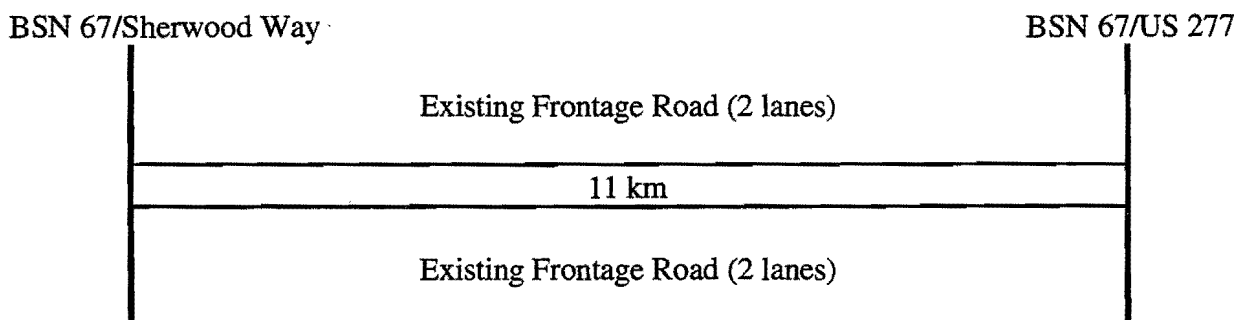 BSN 67/Sherwood Way
BSN 67/US 277
Existing Frontage Road (2 lanes)
11 km
Existing Frontage Road (2 lanes)